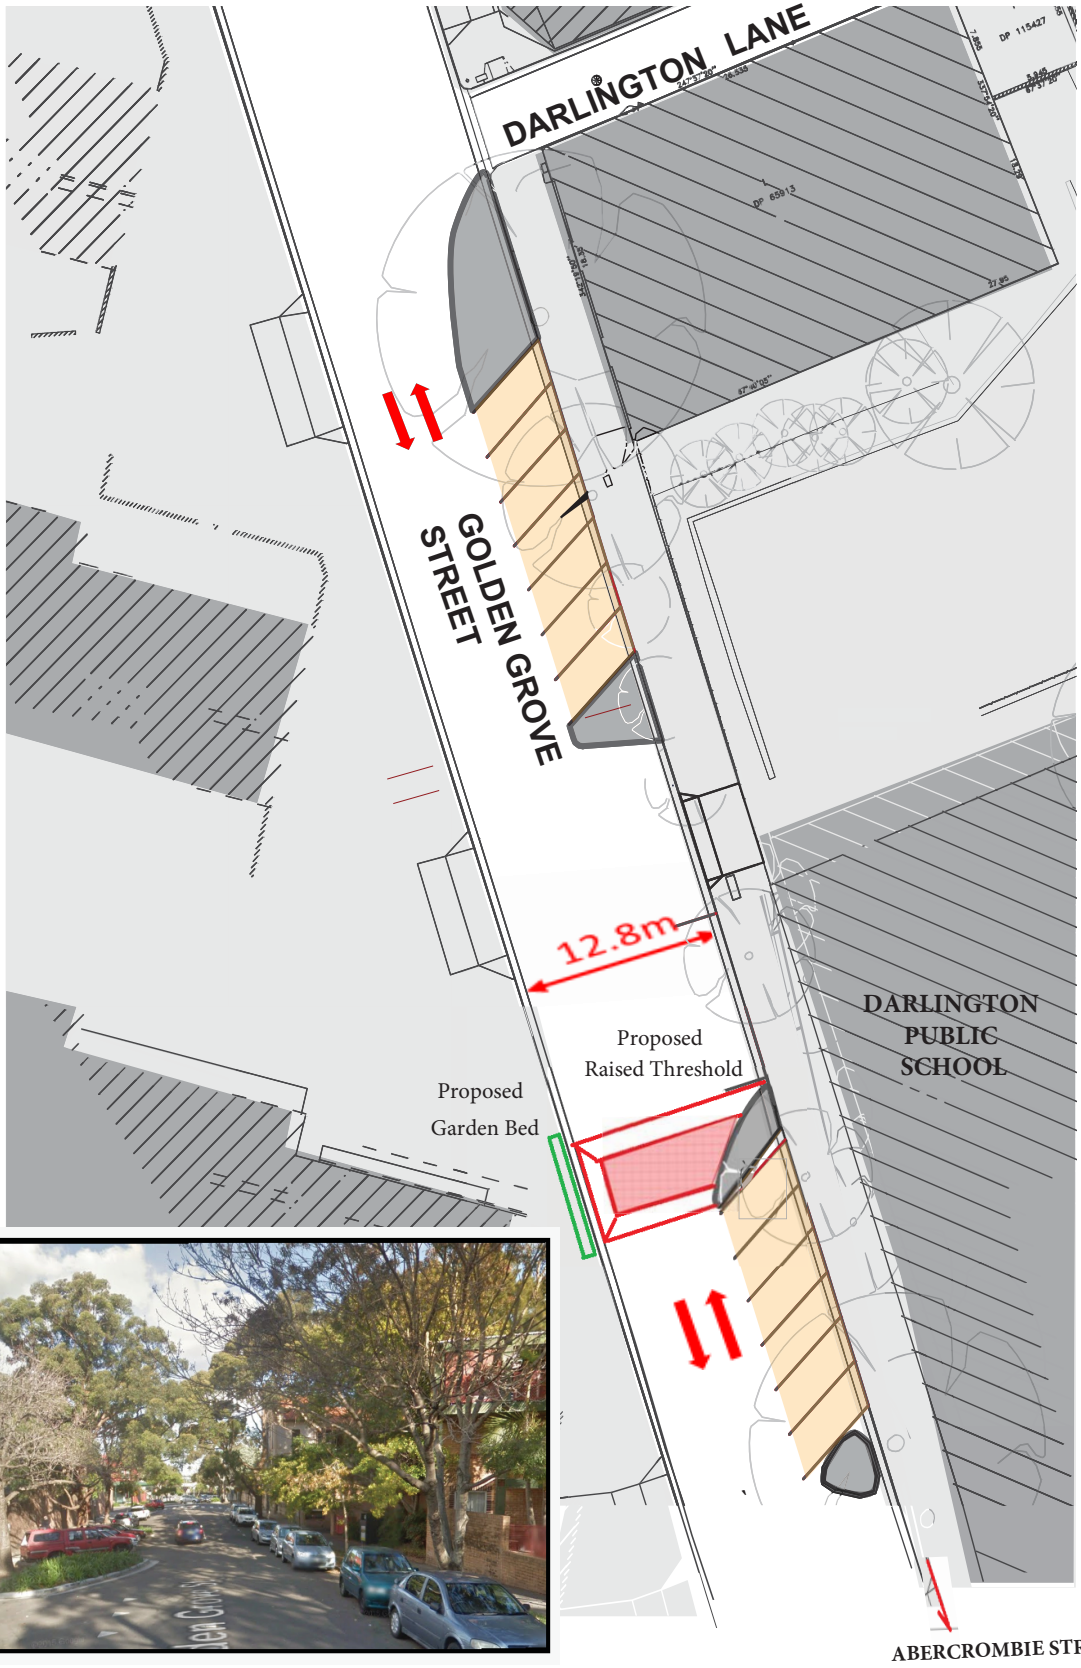 DARLINGTON LANE
DP 115427
DP 65913
GOLDEN GROVE
STREET
12.8m
DARLINGTON
PUBLIC
SCHOOL
Proposed
Raised Threshold
Proposed
Garden Bed
ABERCROMBIE STR